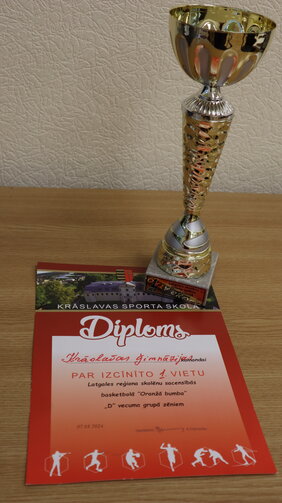 KRĀSLAVAS SPORTA SKOLA
Diploms
Krāslavas ģimnāzijai komandai
PAR IZCĪNĪTO 1. VIETU
Latgales reģiona skolēnu sacensībās
basketbolā "Oranžā bumba"
„D" vecuma grupā zēniem